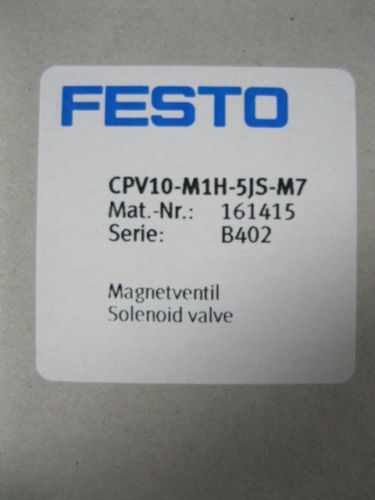 FESTO
CPV10-M1H-5JS-M7
Mat.-Nr.: 161415
Serie: B402
Magnetventil
Solenoid valve